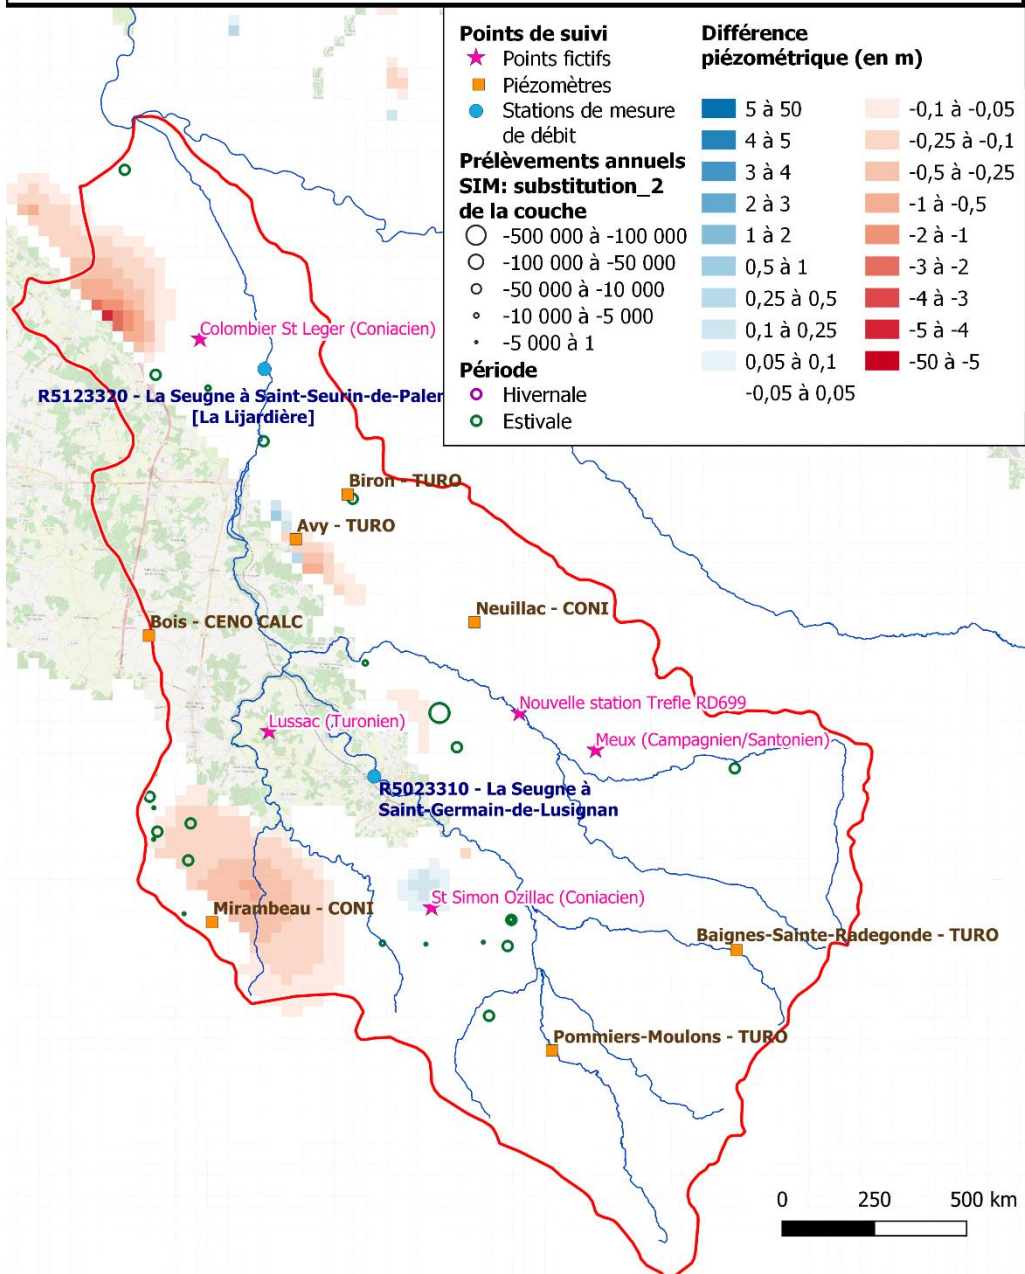 Points de suivi
Points fictifs
Piézomètres
Stations de mesure
de débit
Prélèvements annuels
SIM: substitution_2
de la couche
-500 000 à -100 000
-100 000 à -50 000
-50 000 à -10 000
-10 000 à -5 000
-5 000 à 1
Période
Hivernale
Estivale
Différence
piézométrique (en m)
5 à 50
4 à 5
3 à 4
2 à 3
1 à 2
0,5 à 1
0,25 à 0,5
0,1 à 0,25
0,05 à 0,1
-0,05 à 0,05
-0,1 à -0,05
-0,25 à -0,1
-0,5 à -0,25
-1 à -0,5
-2 à -1
-3 à -2
-4 à -3
-5 à -4
-50 à -5
Colombier St Leger (Coniacien)
R5123320 - La Seugne à Saint-Seurin-de-Paler
[La Lijardière]
Biron - TURO
Avy - TURO
Neuillac - CONI
Bois - CENO CALC
Nouvelle station Trefle RD699
Lussac (Turonien)
Meux (Campagnien/Santonien)
R5023310 - La Seugne à
Saint-Germain-de-Lusignan
St Simon Ozillac (Coniacien)
Mirambeau - CONI
Baignes-Sainte-Radegonde - TURO
Pommiers-Moulons - TURO
0 250 500 km